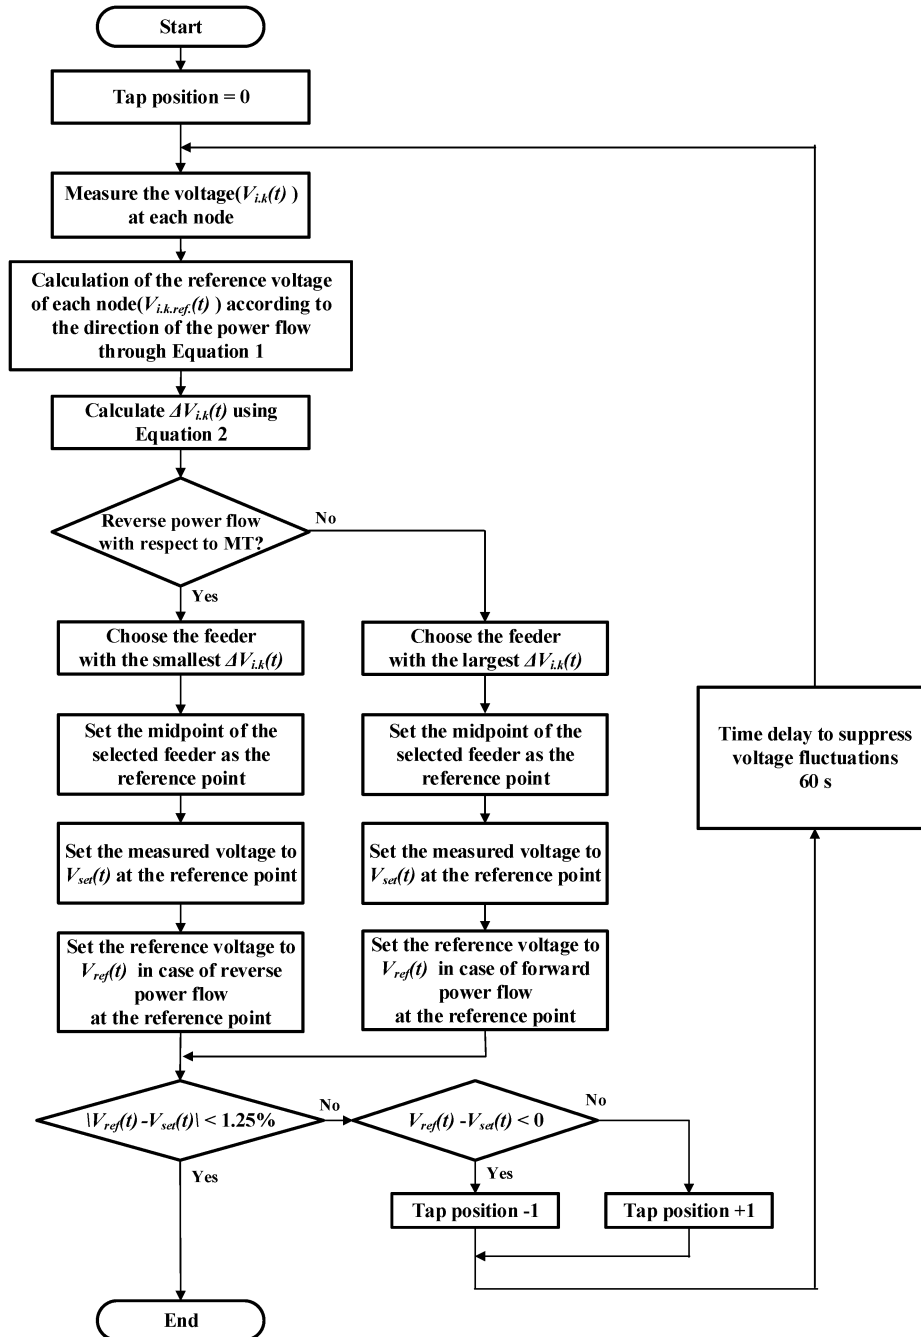 Start
Tap position = 0
Measure the voltage(V_{i.k}(t) )
at each node
Calculation of the reference voltage
of each node(V_{i.k.ref.}(t) ) according to
the direction of the power flow
through Equation 1
Calculate ΔV_{i.k}(t) using
Equation 2
Reverse power flow
with respect to MT?
No
Yes
Choose the feeder
with the smallest ΔV_{i.k}(t)
Choose the feeder
with the largest ΔV_{i.k}(t)
Set the midpoint of the
selected feeder as the
reference point
Set the midpoint of the
selected feeder as the
reference point
Time delay to suppress
voltage fluctuations
60 s
Set the measured voltage to
V_{set}(t) at the reference point
Set the measured voltage to
V_{set}(t) at the reference point
Set the reference voltage to
V_{ref}(t) in case of reverse
power flow
at the reference point
Set the reference voltage to
V_{ref}(t) in case of forward
power flow
at the reference point
\V_{ref}(t) -V_{set}(t)\ < 1.25%
No
V_{ref}(t) -V_{set}(t) < 0
No
Yes
Yes
Tap position -1
Tap position +1
End